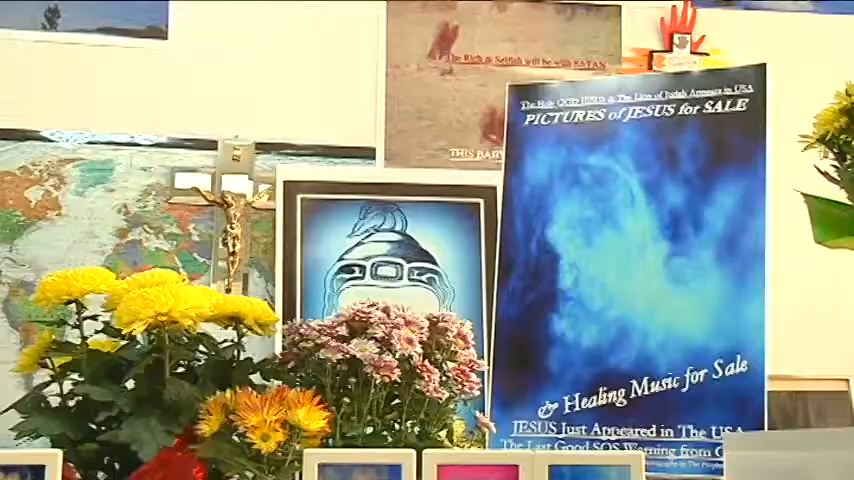 The Rich & Selfish will be with SATAN
THIS BAB
The Holy GOD JESUS & The Lion of Judah Appears in USA
PICTURES of JESUS for SALE
& Healing Music for Sale
JESUS Just Appeared in The USA
The Last Good SOS Warning from